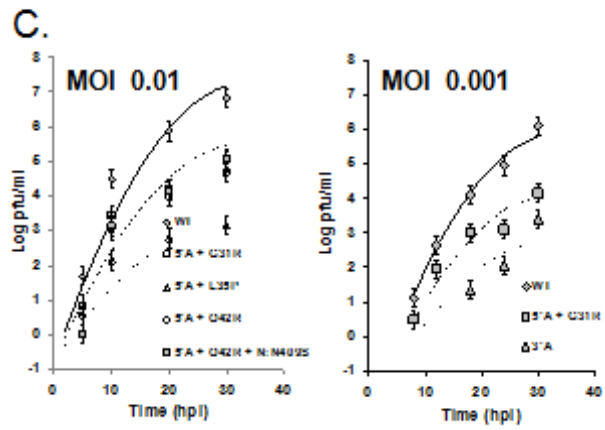 C.
MOI 0.01
Log pfu/ml
8
7
6
5
4
3
2
1
0
-1
0
10
20
30
40
Time (hpi)
WT
5'A + G31R
5'A + L39P
5'A + Q42R
5'A + Q42R + N:N409S
MOI 0.001
Log pfu/ml
8
7
6
5
4
3
2
1
0
-1
0
10
20
30
40
Time (hpi)
WT
5'A + G31R
3'A